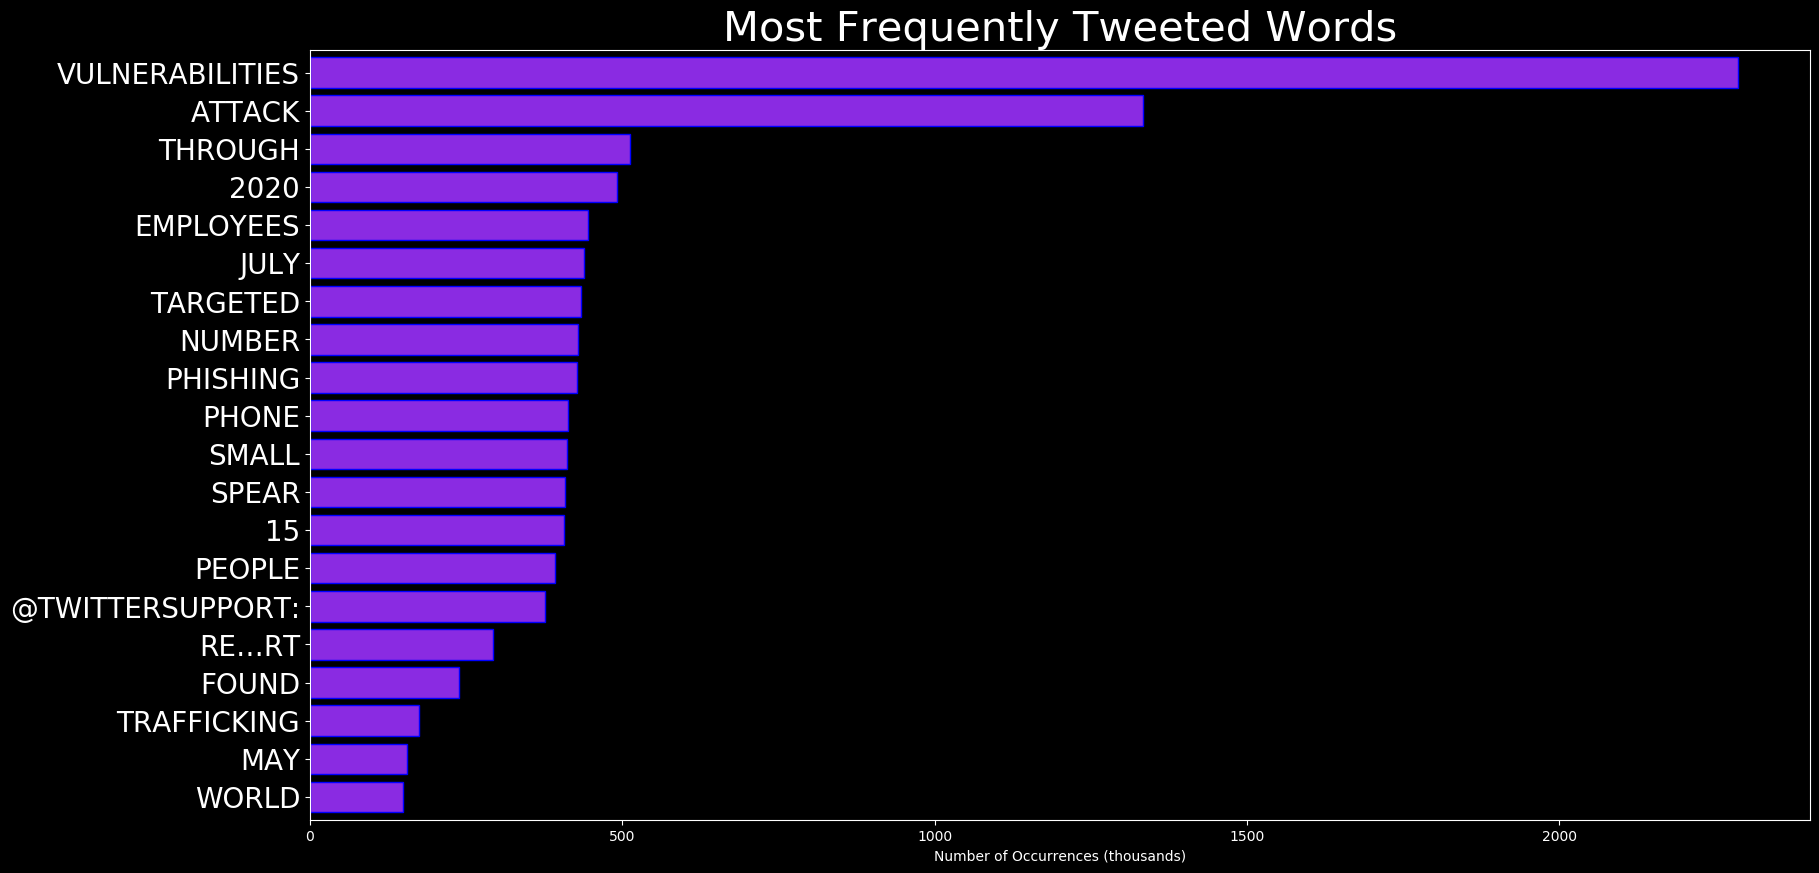 Most Frequently Tweeted Words
VULNERABILITIES
ATTACK
THROUGH
2020
EMPLOYEES
JULY
TARGETED
NUMBER
PHISHING
PHONE
SMALL
SPEAR
15
PEOPLE
@TWITTERSUPPORT:
RE…RT
FOUND
TRAFFICKING
MAY
WORLD
0 500 1000 1500 2000
Number of Occurrences (thousands)